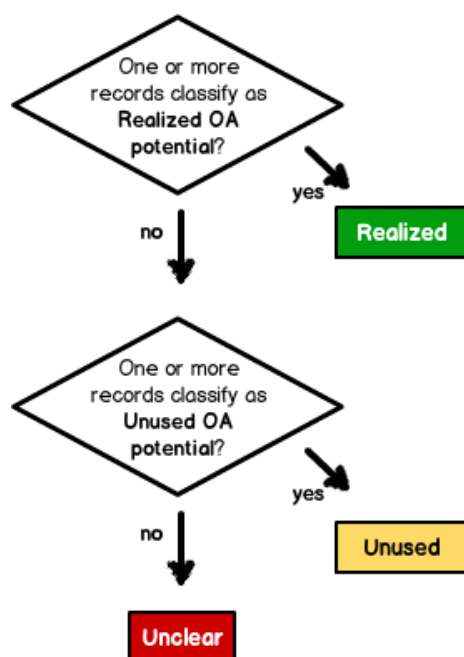 One or more
records classify as
Realized OA
potential?
yes
Realized
no
One or more
records classify as
Unused OA
potential?
yes
Unused
no
Unclear